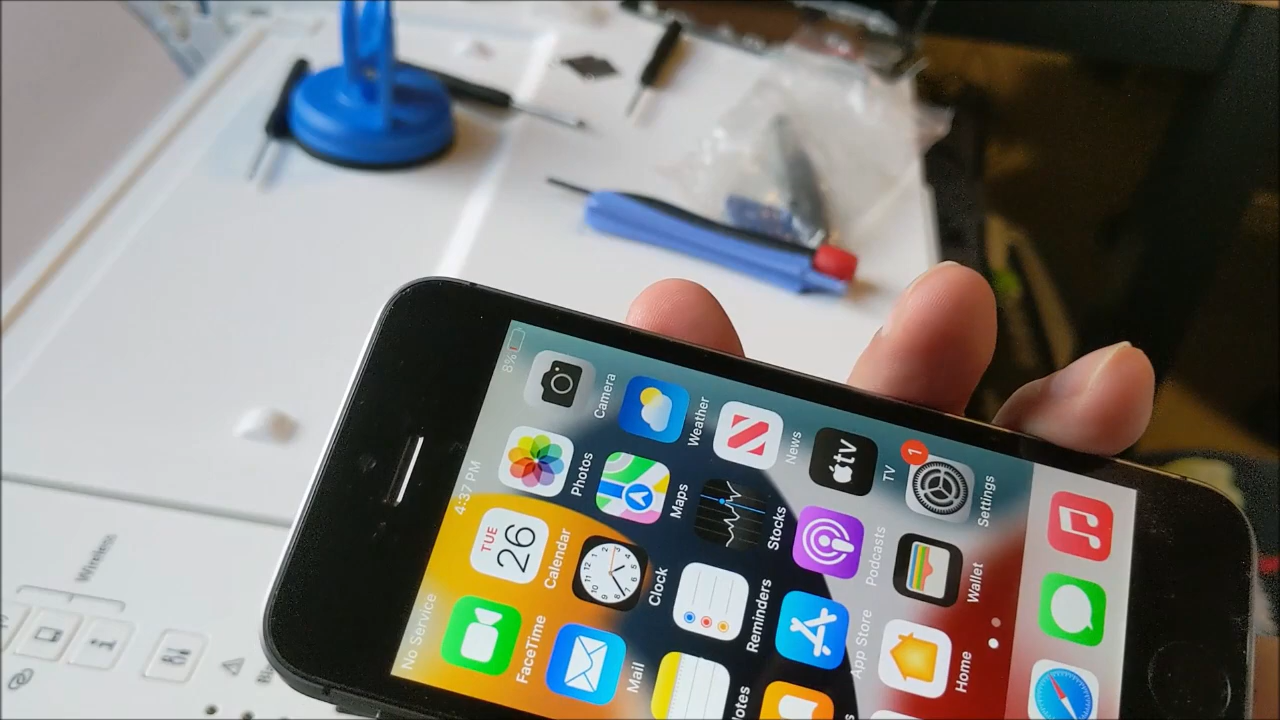 No Service 4:37 PM 8%
FaceTime Calendar Photos Camera
TUE
26
Mail Clock Maps Weather
Reminders Stocks News
tv
App Store Podcasts TV
1
Home Wallet Settings
Wireless